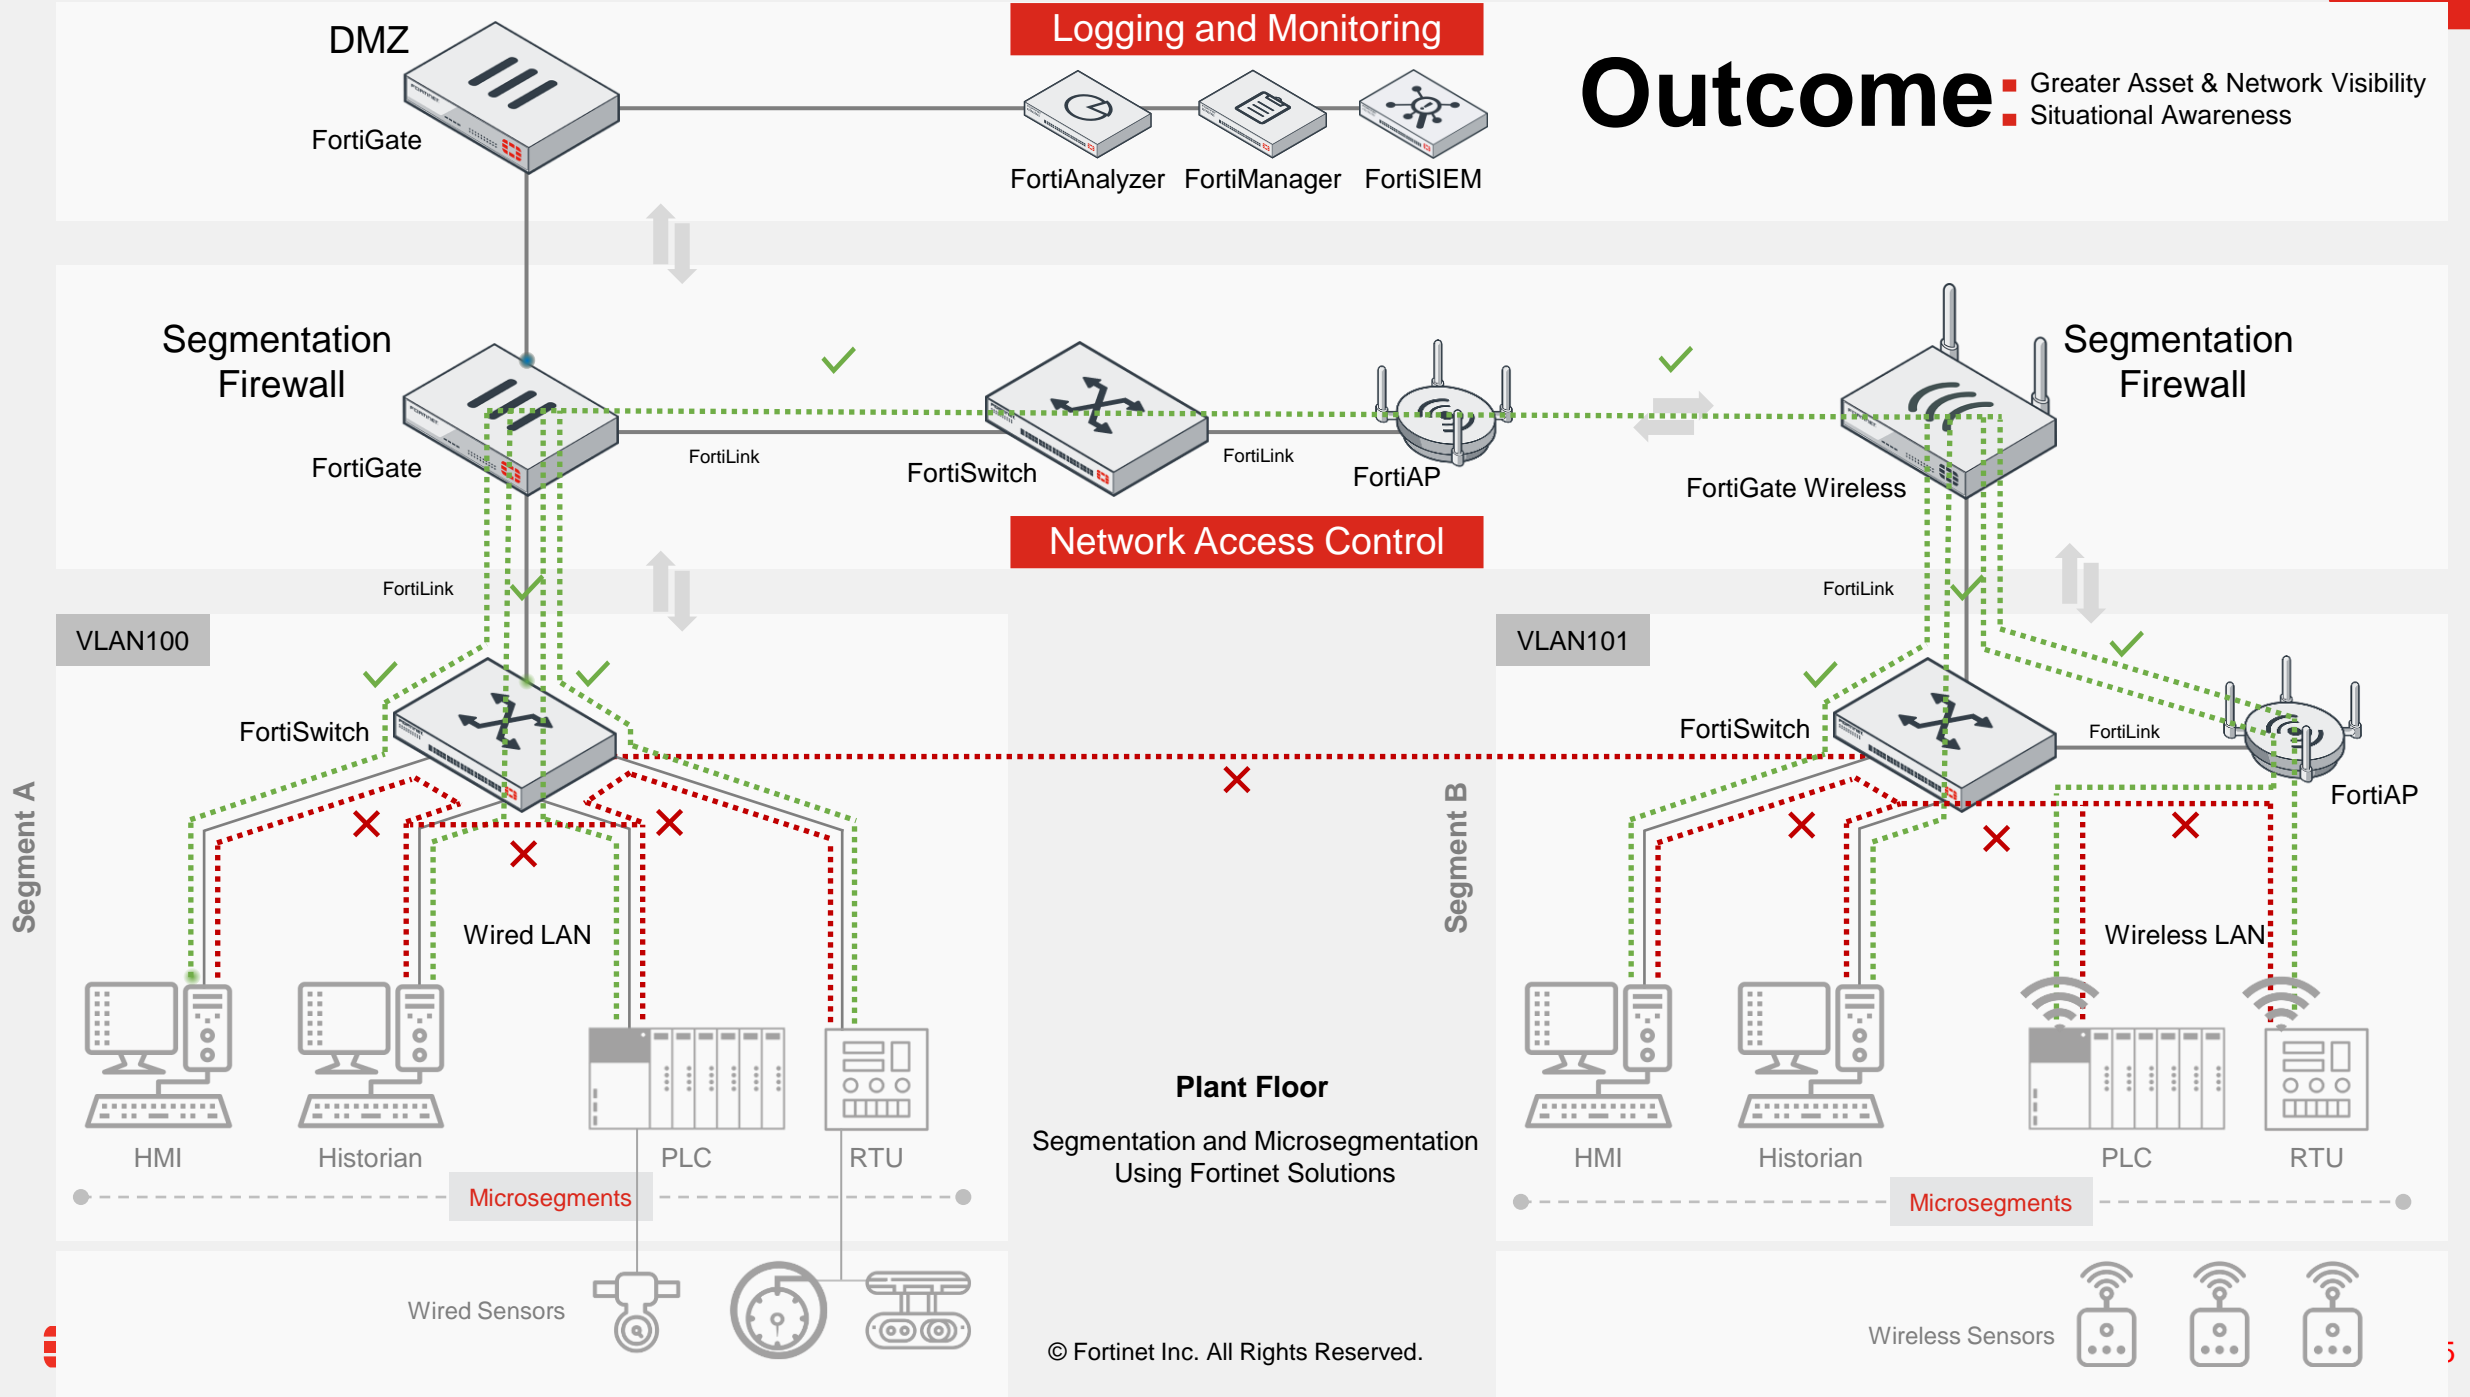 Logging and Monitoring
DMZ
FortiGate
FortiAnalyzer
FortiManager
FortiSIEM
Outcome:
Greater Asset & Network Visibility
Situational Awareness
Segmentation
Firewall
FortiGate
FortiLink
FortiSwitch
FortiLink
FortiAP
FortiGate Wireless
Segmentation
Firewall
Network Access Control
FortiLink
FortiLink
VLAN100
VLAN101
FortiSwitch
FortiSwitch
FortiLink
FortiAP
Segment A
Segment B
Wired LAN
Wireless LAN
HMI
Historian
PLC
RTU
Microsegments
Plant Floor
Segmentation and Microsegmentation
Using Fortinet Solutions
HMI
Historian
PLC
RTU
Microsegments
Wired Sensors
Wireless Sensors
© Fortinet Inc. All Rights Reserved.